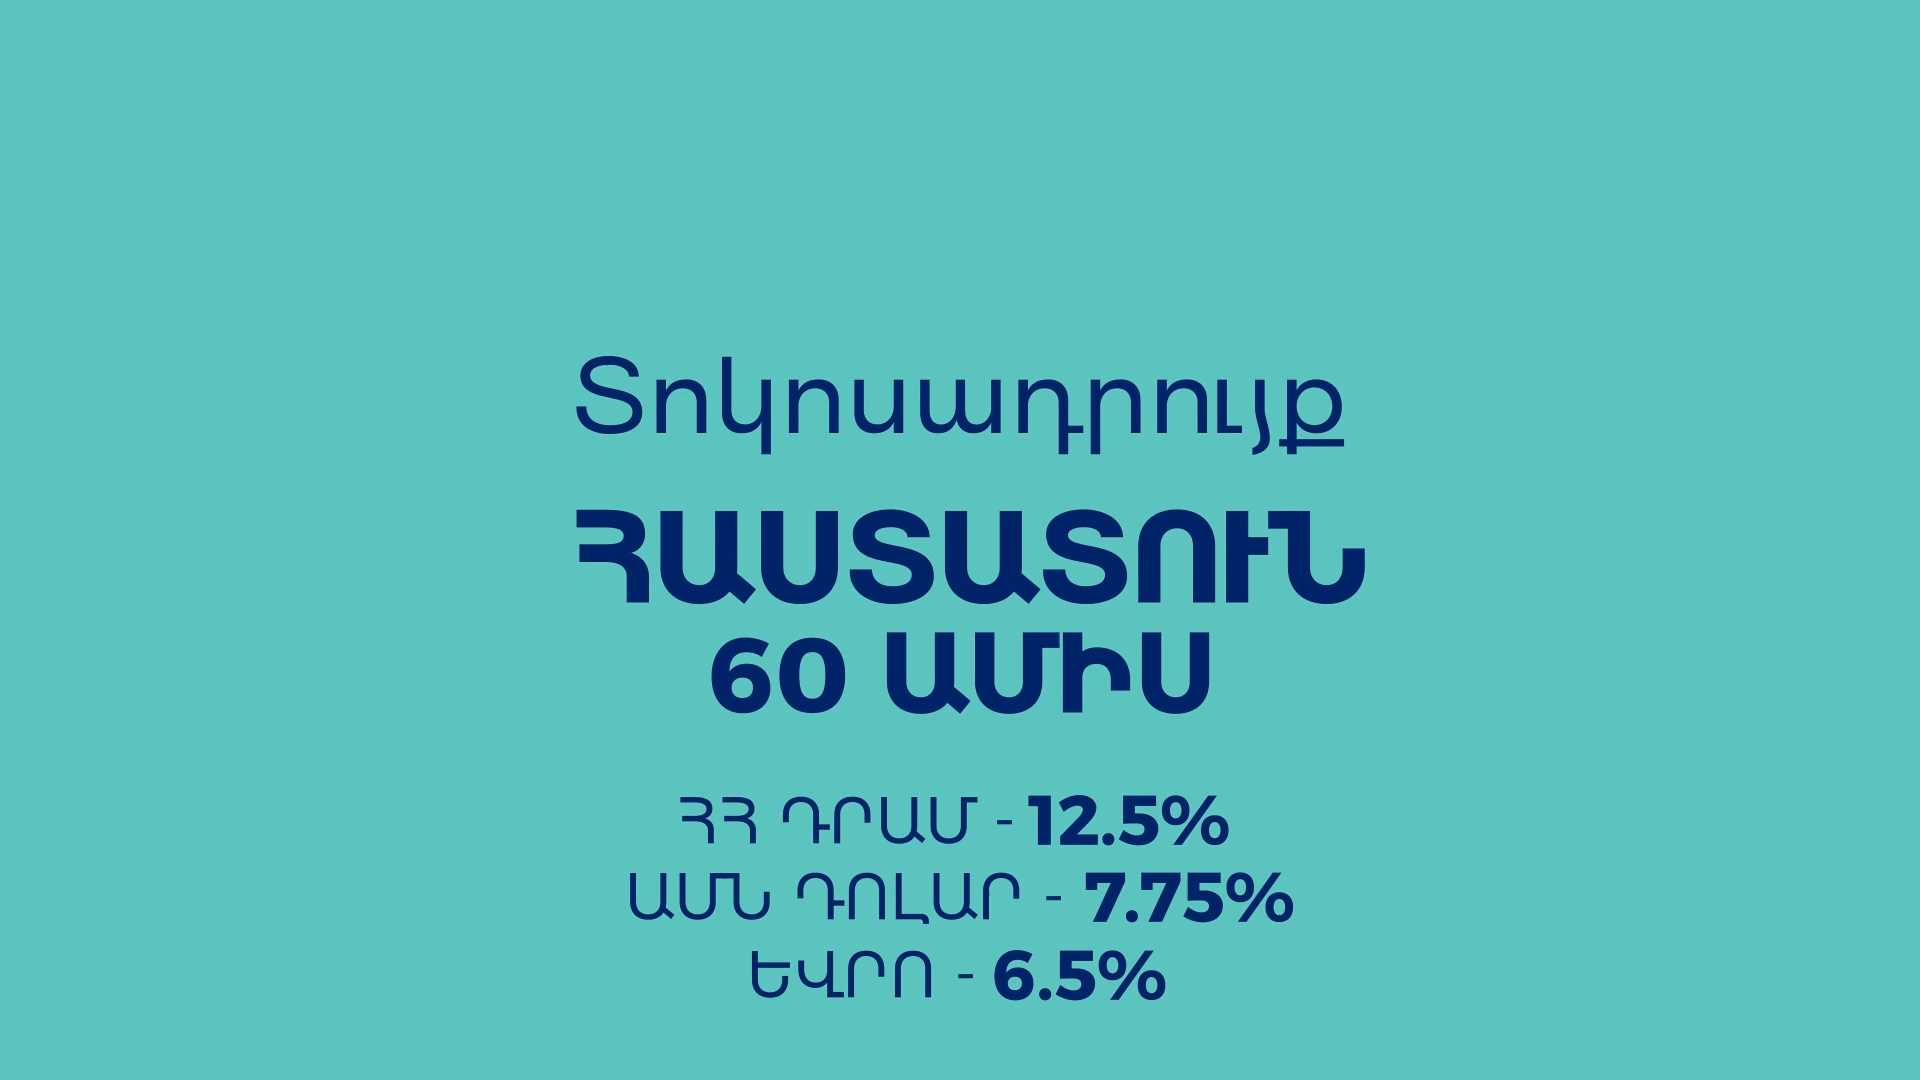 Տոկոսադրույք
ՀԱՍՏԱՏՈՒՆ
60 ԱՄԻՍ
ՀՀ ԴՐԱՄ - 12.5%
ԱՄՆ ԴՈԼԱՐ - 7.75%
ԵՎՐՈ - 6.5%